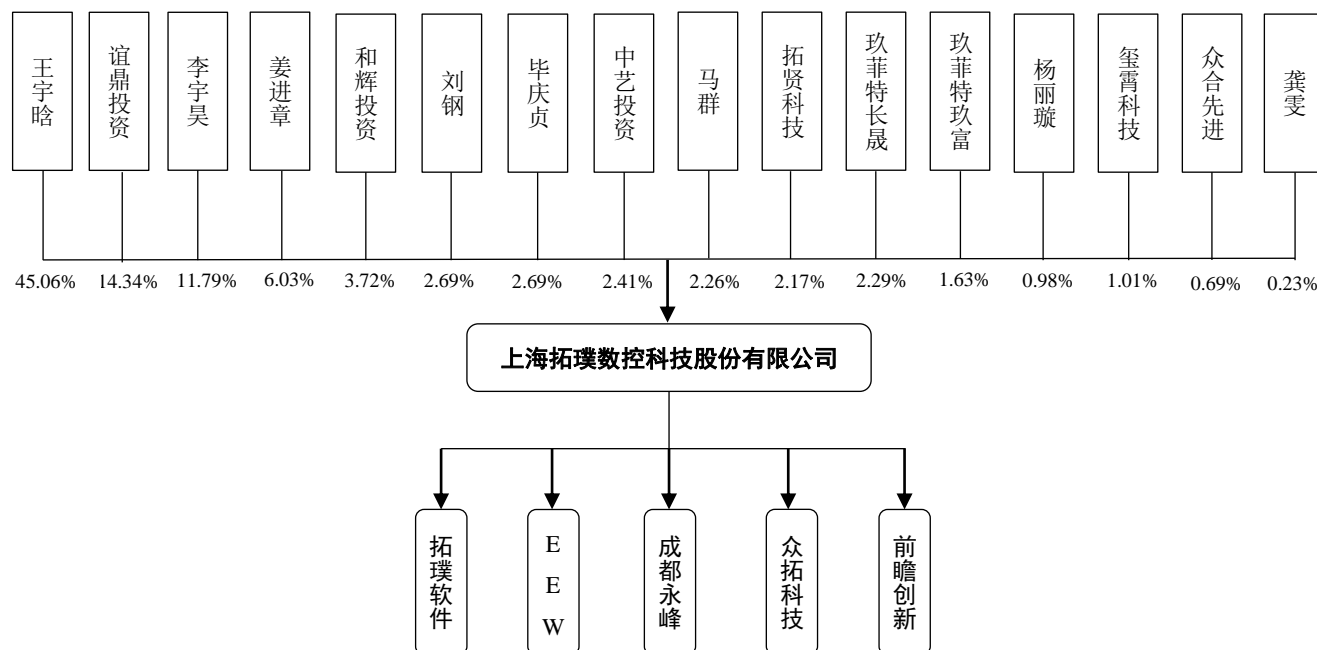 王宇晗
谊鼎投资
李宇昊
姜进章
和辉投资
刘钢
毕庆贞
中艺投资
马群
拓贤科技
玖菲特长晟
玖菲特玖富
杨丽璇
玺霄科技
众合先进
龚雯
45.06%
14.34%
11.79%
6.03%
3.72%
2.69%
2.69%
2.41%
2.26%
2.17%
2.29%
1.63%
0.98%
1.01%
0.69%
0.23%
上海拓璞数控科技股份有限公司
拓璞软件
EEW
成都永峰
众拓科技
前瞻创新